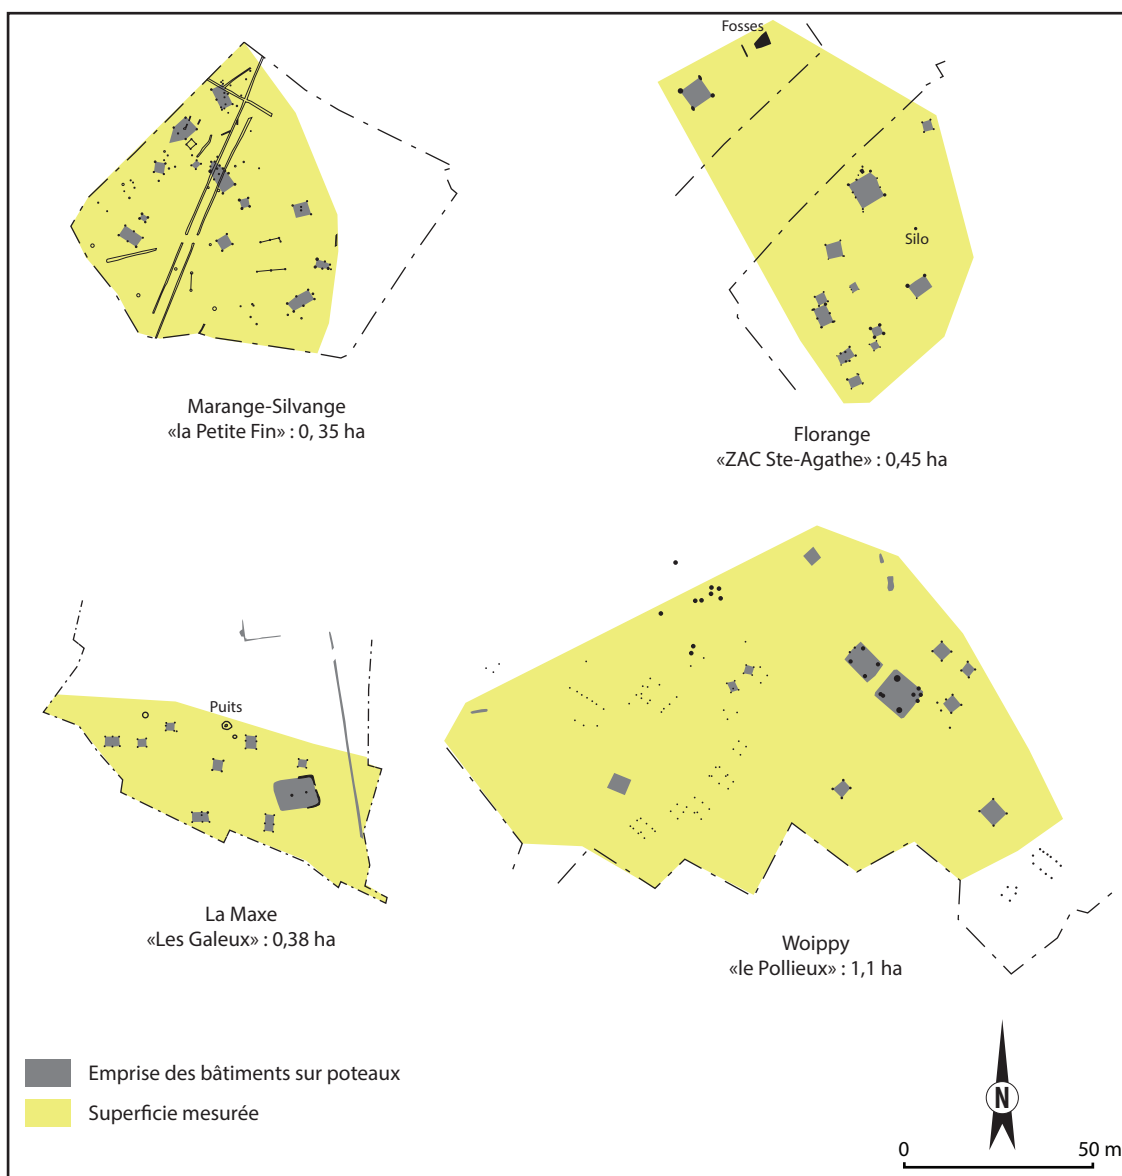 Fosses
Silo
Marange-Silvange
«la Petite Fin» : 0, 35 ha
Florange
«ZAC Ste-Agathe» : 0,45 ha
Puits
La Maxe
«Les Galeux» : 0,38 ha
Woippy
«le Pollieux» : 1,1 ha
Emprise des bâtiments sur poteaux
Superficie mesurée
N
0 50 m